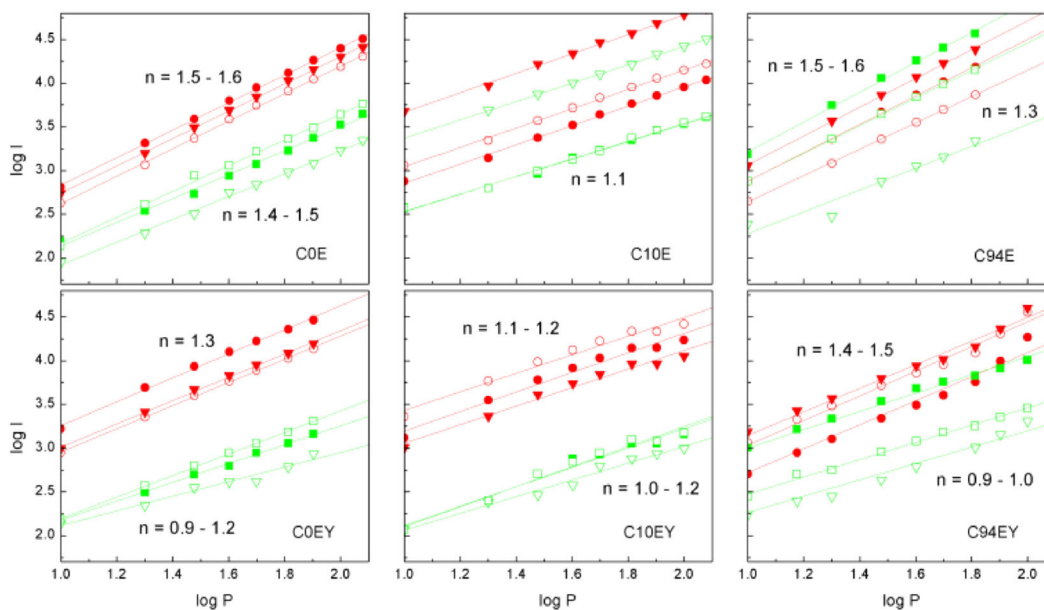 4.5
4.0
3.5
3.0
2.5
2.0
log I
n = 1.5 - 1.6
n = 1.4 - 1.5
C0E
n = 1.1
C10E
n = 1.5 - 1.6
n = 1.3
C94E
4.5
4.0
3.5
3.0
2.5
2.0
log I
n = 1.3
n = 0.9 - 1.2
C0EY
n = 1.1 - 1.2
n = 1.0 - 1.2
C10EY
n = 1.4 - 1.5
n = 0.9 - 1.0
C94EY
1.0 1.2 1.4 1.6 1.8 2.0
1.0 1.2 1.4 1.6 1.8 2.0
1.0 1.2 1.4 1.6 1.8 2.0
log P
log P
log P